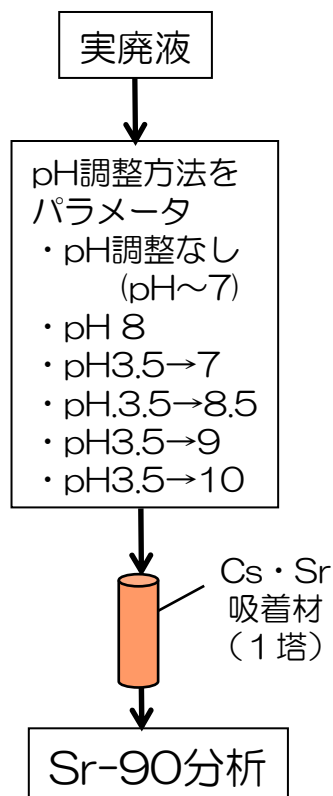 実廃液
pH調整方法を
パラメータ
・pH調整なし
(pH～7)
・pH 8
・pH3.5→7
・pH.3.5→8.5
・pH3.5→9
・pH3.5→10
Cs・Sr
吸着材
（１塔）
Sr-90分析